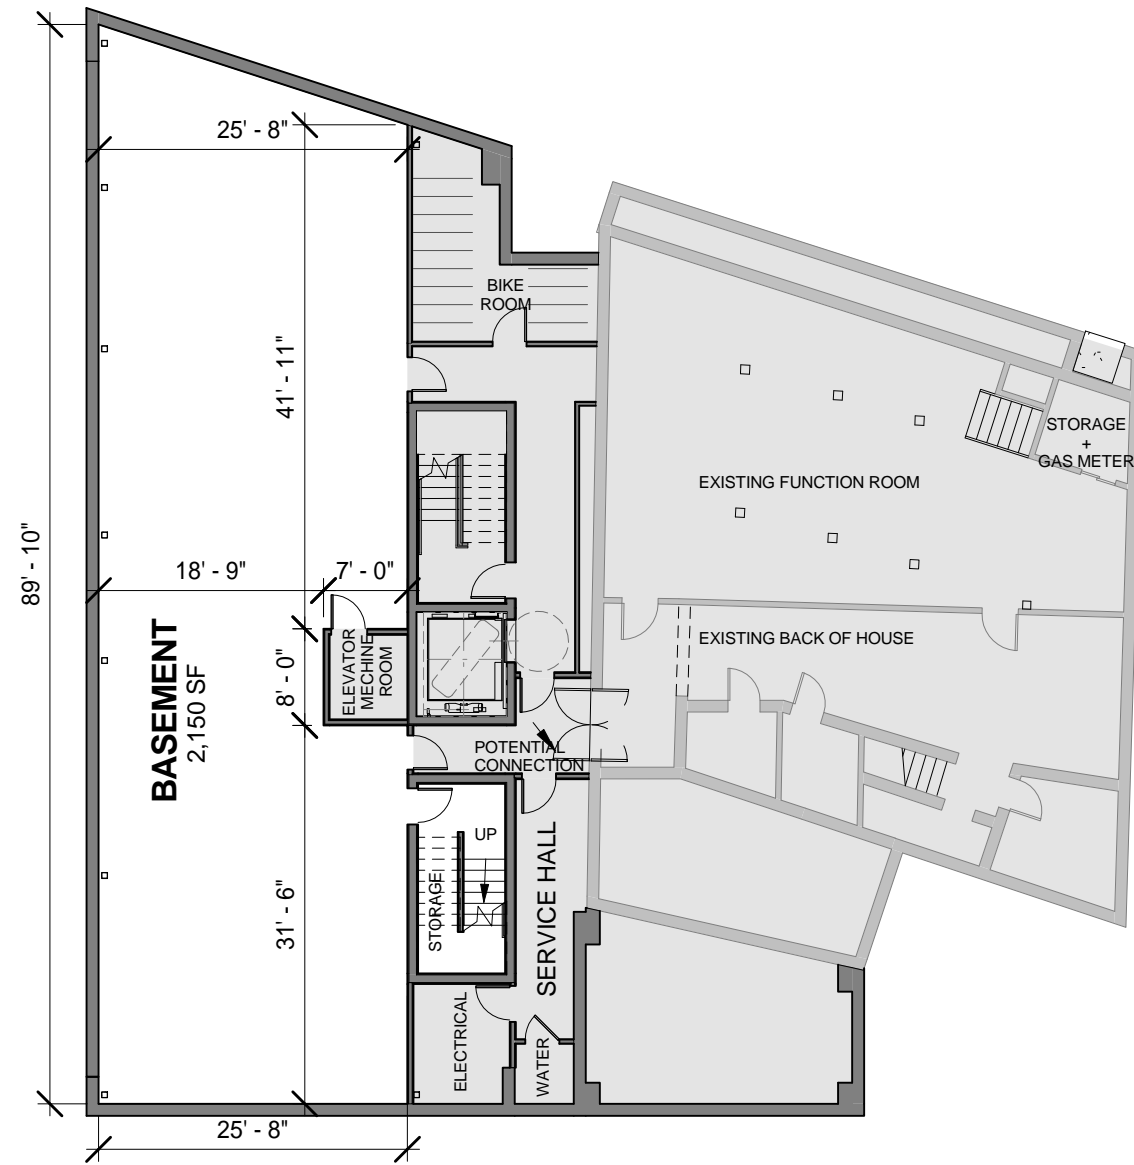 25' - 8"
BIKE
ROOM
41' - 11"
STORAGE
+
GAS METER
EXISTING FUNCTION ROOM
89' - 10"
18' - 9"
7' - 0"
EXISTING BACK OF HOUSE
BASEMENT
2,150 SF
8' - 0"
ELEVATOR
MECHINE
ROOM
POTENTIAL
CONNECTION
UP
STORAGE
SERVICE HALL
31' - 6"
ELECTRICAL
WATER
25' - 8"